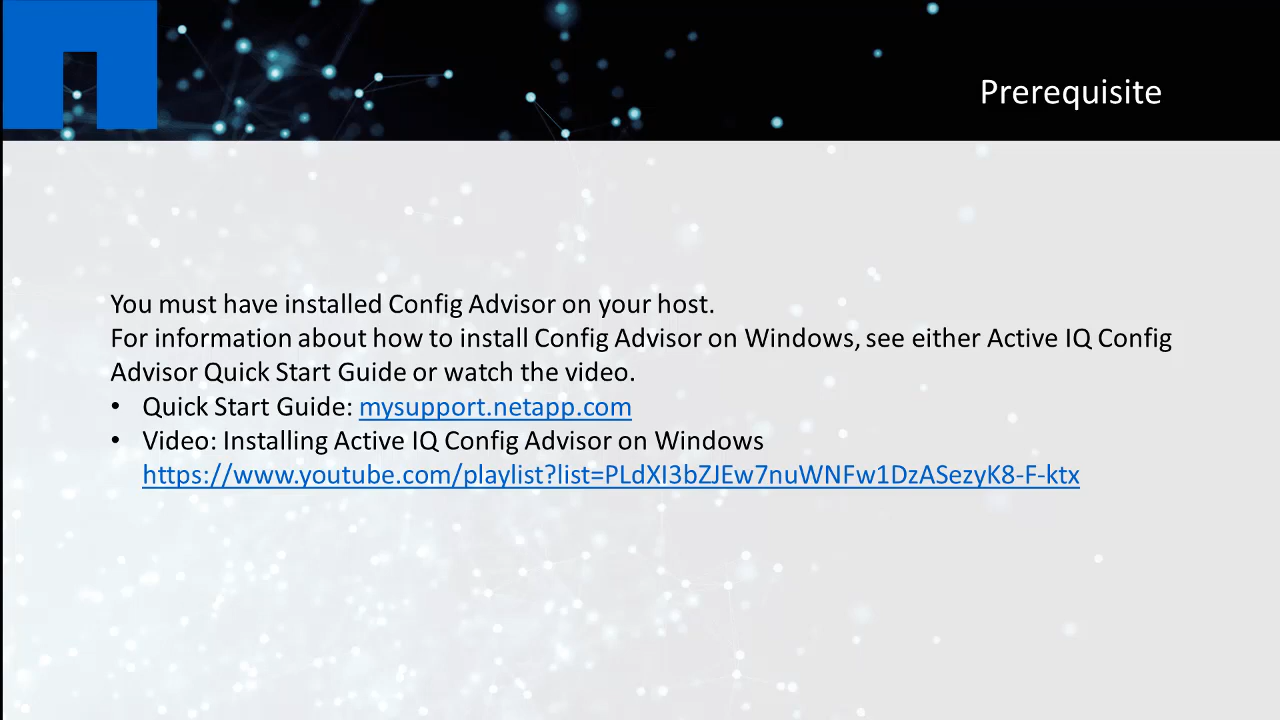 Prerequisite
You must have installed Config Advisor on your host.
For information about how to install Config Advisor on Windows, see either Active IQ Config
Advisor Quick Start Guide or watch the video.
• Quick Start Guide: mysupport.netapp.com
• Video: Installing Active IQ Config Advisor on Windows
https://www.youtube.com/playlist?list=PLdXI3bZJEw7nuWNFw1DzASezyK8-F-ktx